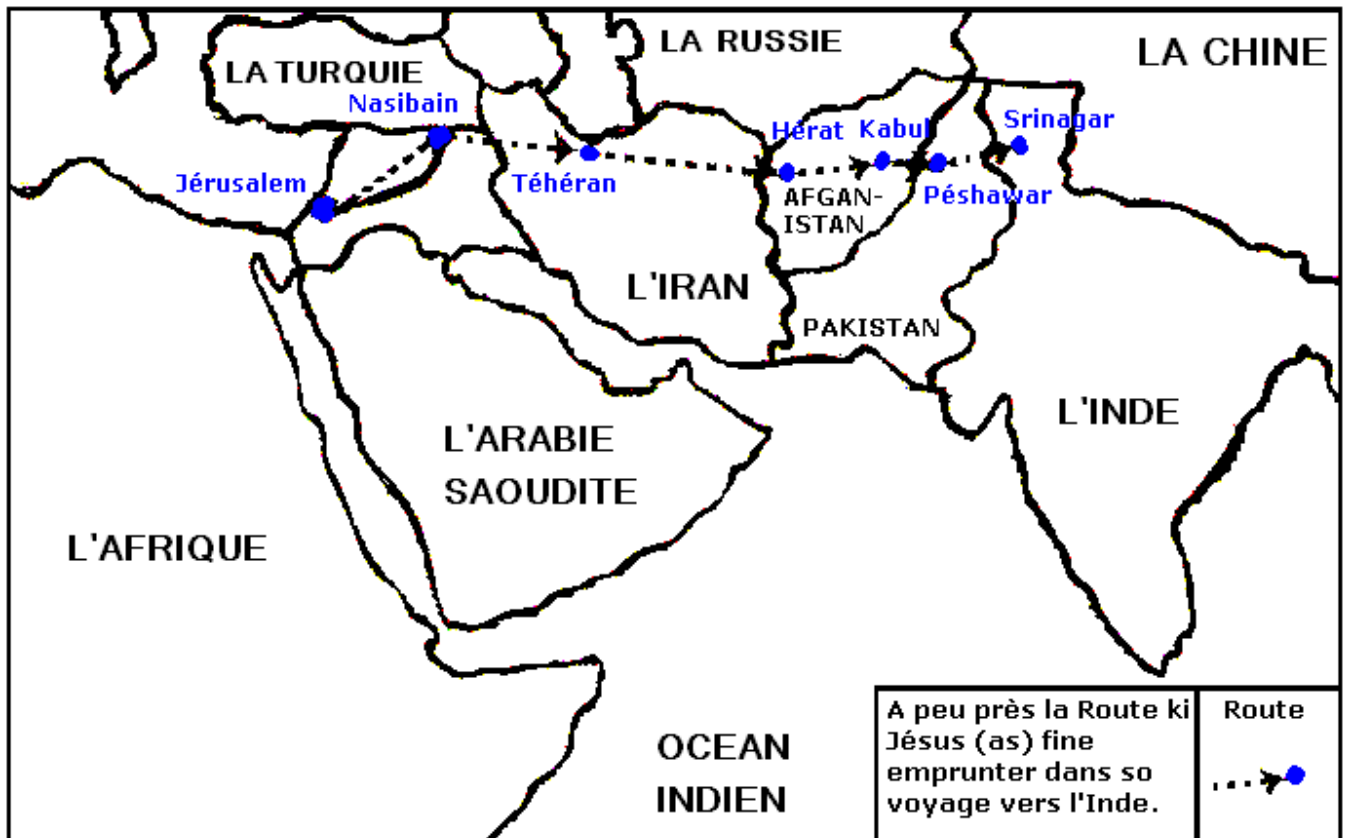 LA RUSSIE
LA CHINE
LA TURQUIE
Nasibain
Hérat
Kabul
Srinagar
Jérusalem
Téhéran
Péshawar
AFGAN-
ISTAN
L'IRAN
PAKISTAN
L'INDE
L'ARABIE
SAOUDITE
L'AFRIQUE
OCEAN
INDIEN
A peu près la Route ki
Jésus (as) fine
emprunter dans so
voyage vers l'Inde.
Route